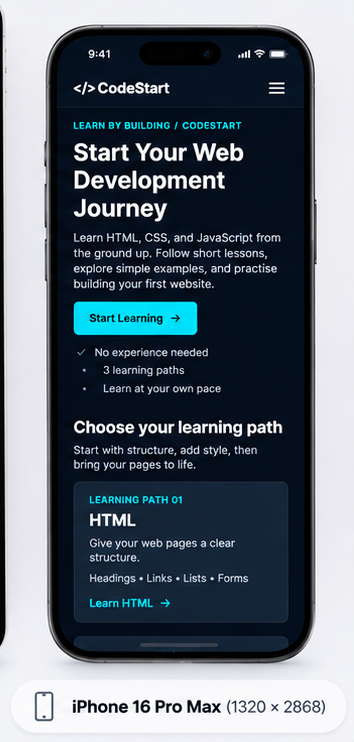 9:41
</> CodeStart
LEARN BY BUILDING / CODESTART
Start Your Web
Development
Journey
Learn HTML, CSS, and JavaScript from
the ground up. Follow short lessons,
explore simple examples, and practise
building your first website.
Start Learning →
✓ No experience needed
• 3 learning paths
• Learn at your own pace
Choose your learning path
Start with structure, add style, then
bring your pages to life.
LEARNING PATH 01
HTML
Give your web pages a clear
structure.
Headings • Links • Lists • Forms
Learn HTML →
iPhone 16 Pro Max (1320 × 2868)